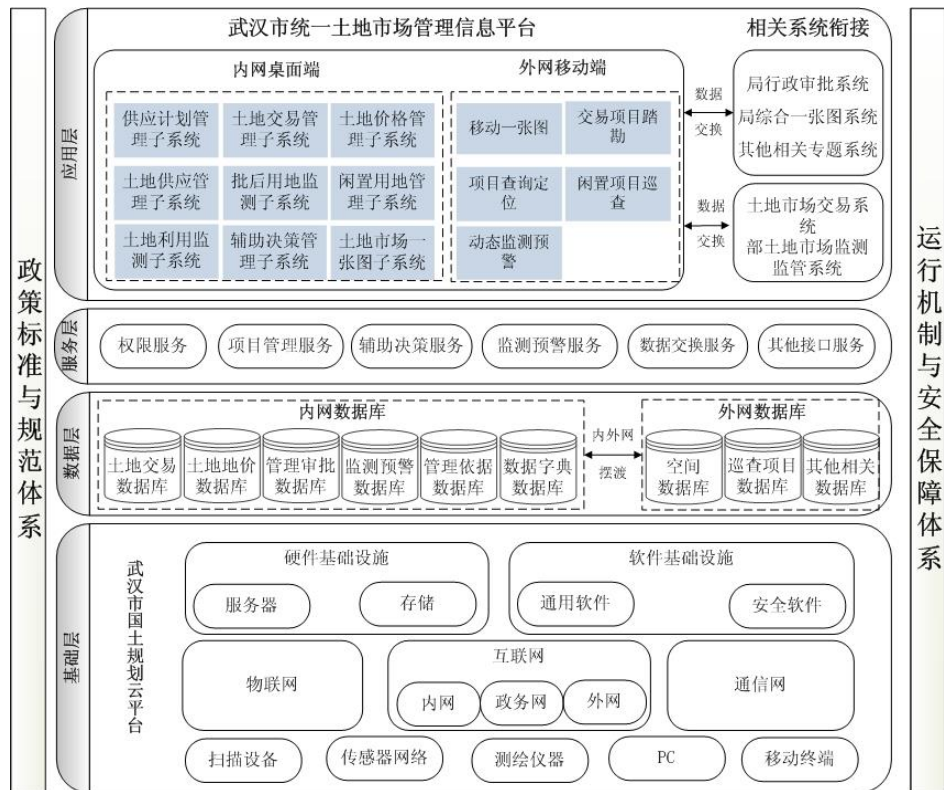 政策标准与规范体系
应用层
武汉市统一土地市场管理信息平台
相关系统衔接
内网桌面端
外网移动端
供应计划管
理子系统
土地交易管
理子系统
土地价格管
理子系统
土地供应管
理子系统
批后用地监
测子系统
闲置用地管
理子系统
土地利用监
测子系统
辅助决策管
理子系统
土地市场一
张图子系统
移动一张图
交易项目踏
勘
项目查询定
位
闲置项目巡
查
动态监测预
警
数据
交换
局行政审批系统
局综合一张图系统
其他相关专题系统
数据
交换
土地市场交易系
统
部土地市场监测
监管系统
服务层
权限服务
项目管理服务
辅助决策服务
监测预警服务
数据交换服务
其他接口服务
数据层
内网数据库
土地交易
数据库
土地地价
数据库
管理审批
数据库
监测预警
数据库
管理依据
数据库
数据字典
数据库
内外网
摆渡
外网数据库
空间
数据库
巡查项目
数据库
其他相关
数据库
基础层
武汉市国土规划云平台
硬件基础设施
服务器
存储
软件基础设施
通用软件
安全软件
物联网
互联网
内网
政务网
外网
通信网
扫描设备
传感器网络
测绘仪器
PC
移动终端
运行机制与安全保障体系